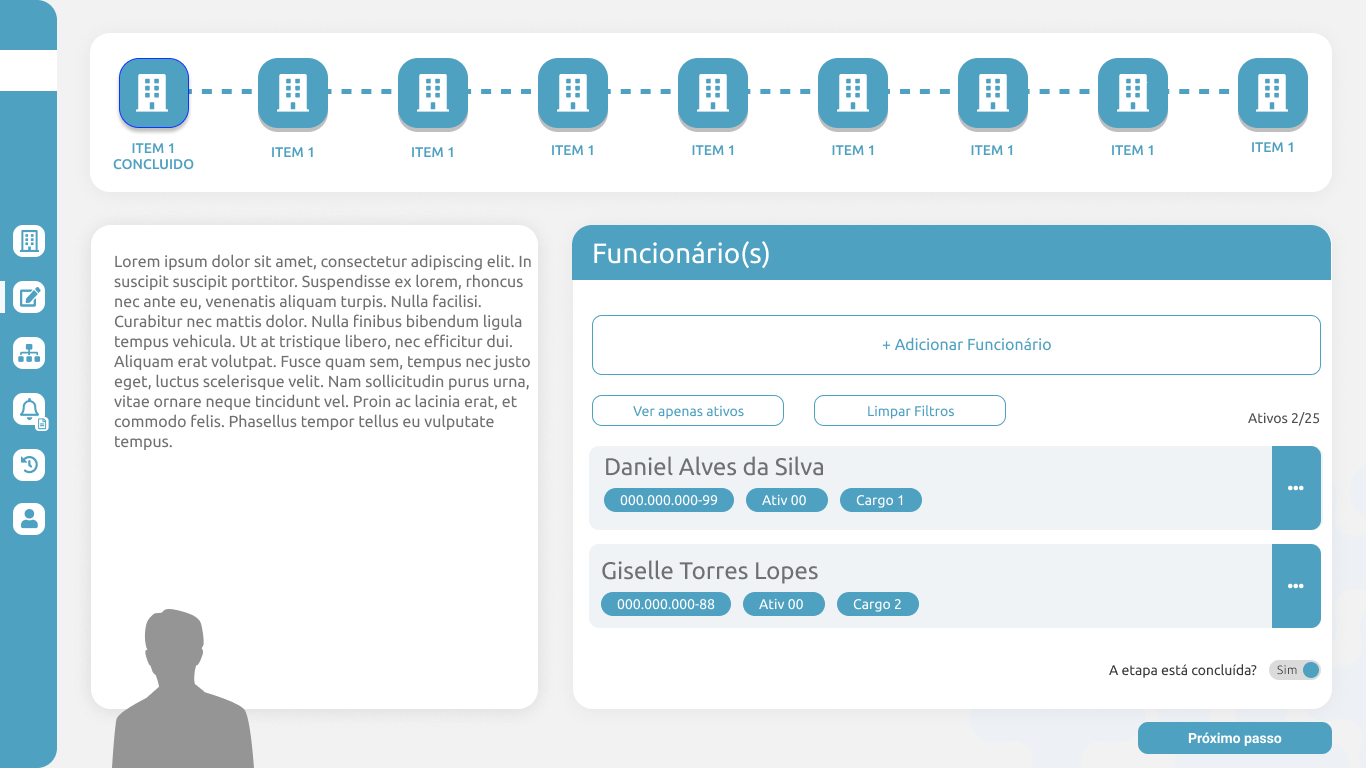 ITEM 1
CONCLUIDO
ITEM 1
ITEM 1
ITEM 1
ITEM 1
ITEM 1
ITEM 1
ITEM 1
ITEM 1
Lorem ipsum dolor sit amet, consectetur adipiscing elit. In
suscipit suscipit porttitor. Suspendisse ex lorem, rhoncus
nec ante eu, venenatis aliquam turpis. Nulla facilisi.
Curabitur nec mattis dolor. Nulla finibus bibendum ligula
tempus vehicula. Ut at tristique libero, nec efficitur dui.
Aliquam erat volutpat. Fusce quam sem, tempus nec justo
eget, luctus scelerisque velit. Nam sollicitudin purus urna,
vitae ornare neque tincidunt vel. Proin ac lacinia erat, et
commodo felis. Phasellus tempor tellus eu vulputate
tempus.
Funcionário(s)
+ Adicionar Funcionário
Ver apenas ativos
Limpar Filtros
Ativos 2/25
Daniel Alves da Silva
000.000.000-99
Ativ 00
Cargo 1
Giselle Torres Lopes
000.000.000-88
Ativ 00
Cargo 2
A etapa está concluída?
Sim
Próximo passo